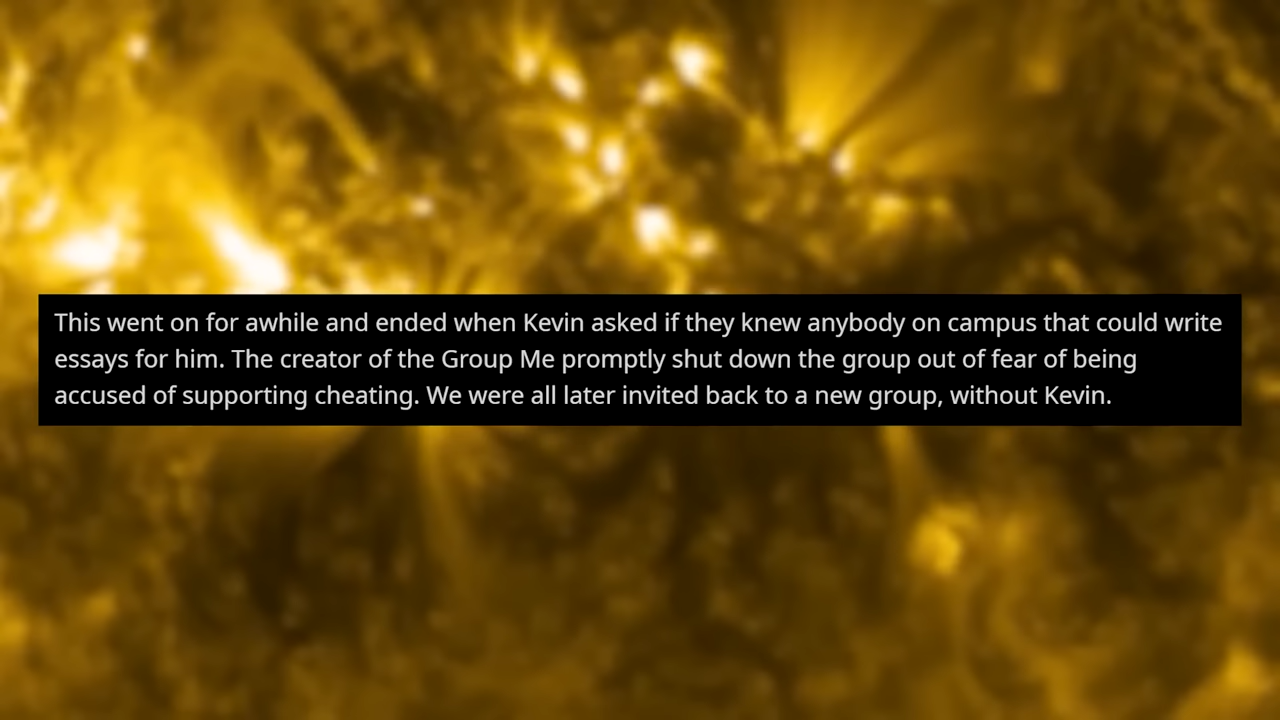 This went on for awhile and ended when Kevin asked if they knew anybody on campus that could write
essays for him. The creator of the Group Me promptly shut down the group out of fear of being
accused of supporting cheating. We were all later invited back to a new group, without Kevin.